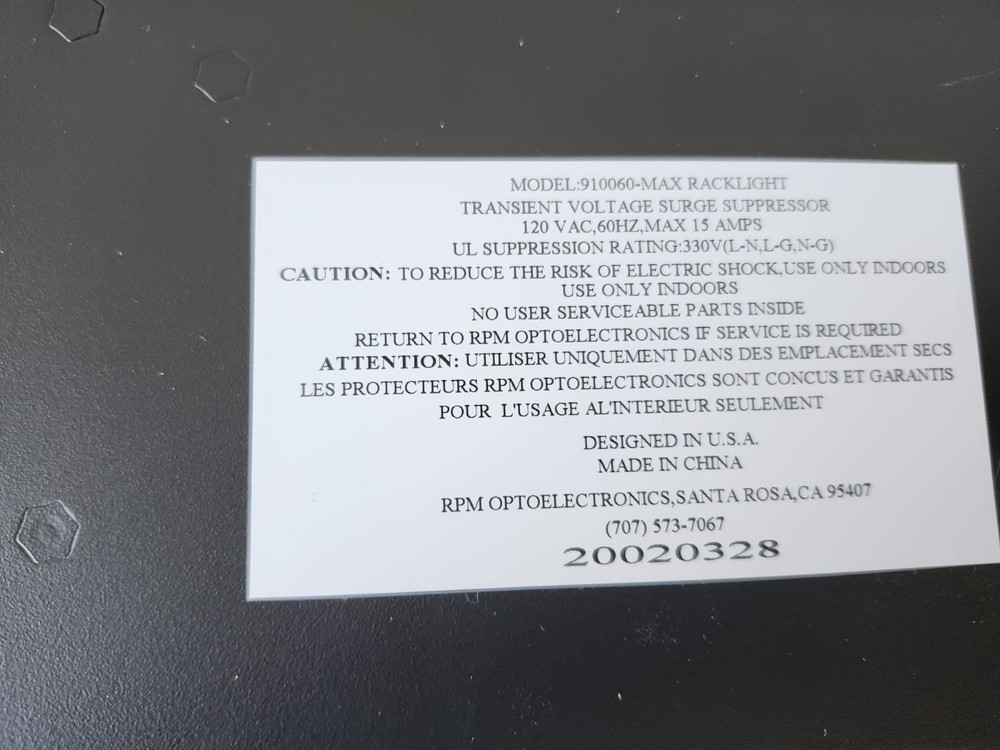 MODEL:910060-MAX RACKLIGHT
TRANSIENT VOLTAGE SURGE SUPPRESSOR
120 VAC,60HZ,MAX 15 AMPS
UL SUPPRESSION RATING:330V(L-N,L-G,N-G)
CAUTION: TO REDUCE THE RISK OF ELECTRIC SHOCK,USE ONLY INDOORS
USE ONLY INDOORS
NO USER SERVICEABLE PARTS INSIDE
RETURN TO RPM OPTOELECTRONICS IF SERVICE IS REQUIRED
ATTENTION: UTILISER UNIQUEMENT DANS DES EMPLACEMENT SECS
LES PROTECTEURS RPM OPTOELECTRONICS SONT CONCUS ET GARANTIS
POUR L'USAGE AL'INTERIEUR SEULEMENT
DESIGNED IN U.S.A.
MADE IN CHINA
RPM OPTOELECTRONICS,SANTA ROSA,CA 95407
(707) 573-7067
20020328